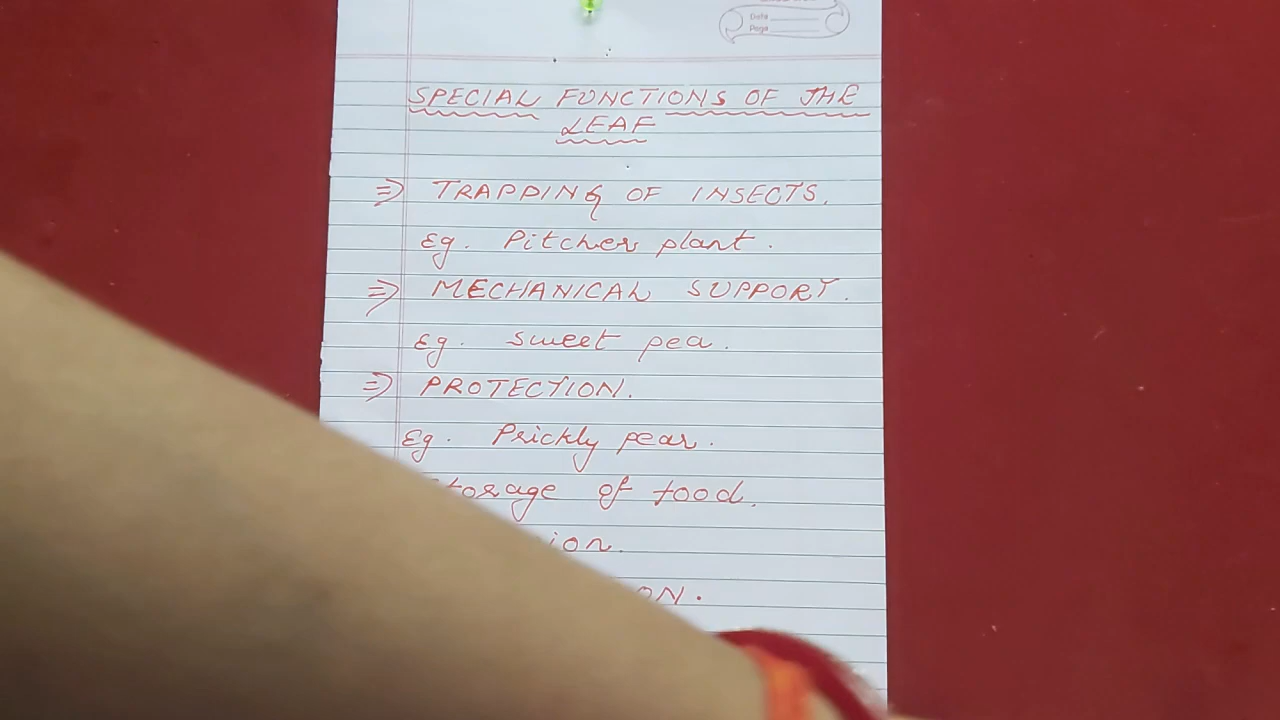 Date
Page
SPECIAL FUNCTIONS OF THE
LEAF
⇒ TRAPPING OF INSECTS.
Eg. Pitcher plant.
⇒ MECHANICAL SUPPORT.
Eg. sweet pea.
⇒ PROTECTION.
Eg. Prickly pear.
of food.